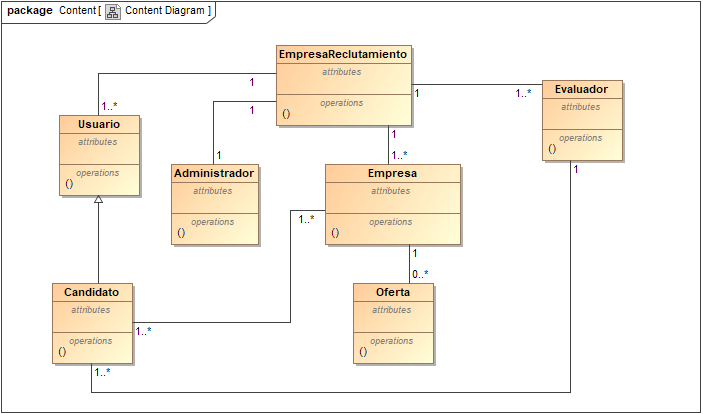 package Content [ Content Diagram ]
EmpresaReclutamiento
attributes
operations
()
1
1..*
1
1
1
1..*
1
1..*
Usuario
attributes
operations
()
Administrador
attributes
operations
()
Empresa
attributes
operations
()
Evaluador
attributes
operations
()
1
1..*
1
0..*
Candidato
attributes
operations
()
1..*
1..*
Oferta
attributes
operations
()